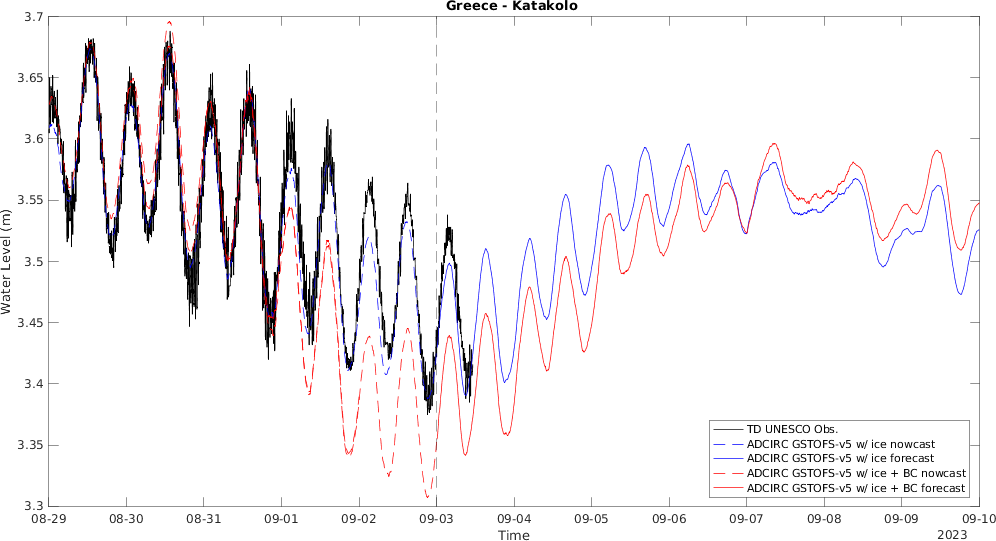 Greece - Katakolo
Water Level (m)
3.7
3.65
3.6
3.55
3.5
3.45
3.4
3.35
3.3
TD UNESCO Obs.
ADCIRC GSTOFS-v5 w/ ice nowcast
ADCIRC GSTOFS-v5 w/ ice forecast
ADCIRC GSTOFS-v5 w/ ice + BC nowcast
ADCIRC GSTOFS-v5 w/ ice + BC forecast
08-29 08-30 08-31 09-01 09-02 09-03 09-04 09-05 09-06 09-07 09-08 09-09 09-10
Time
2023